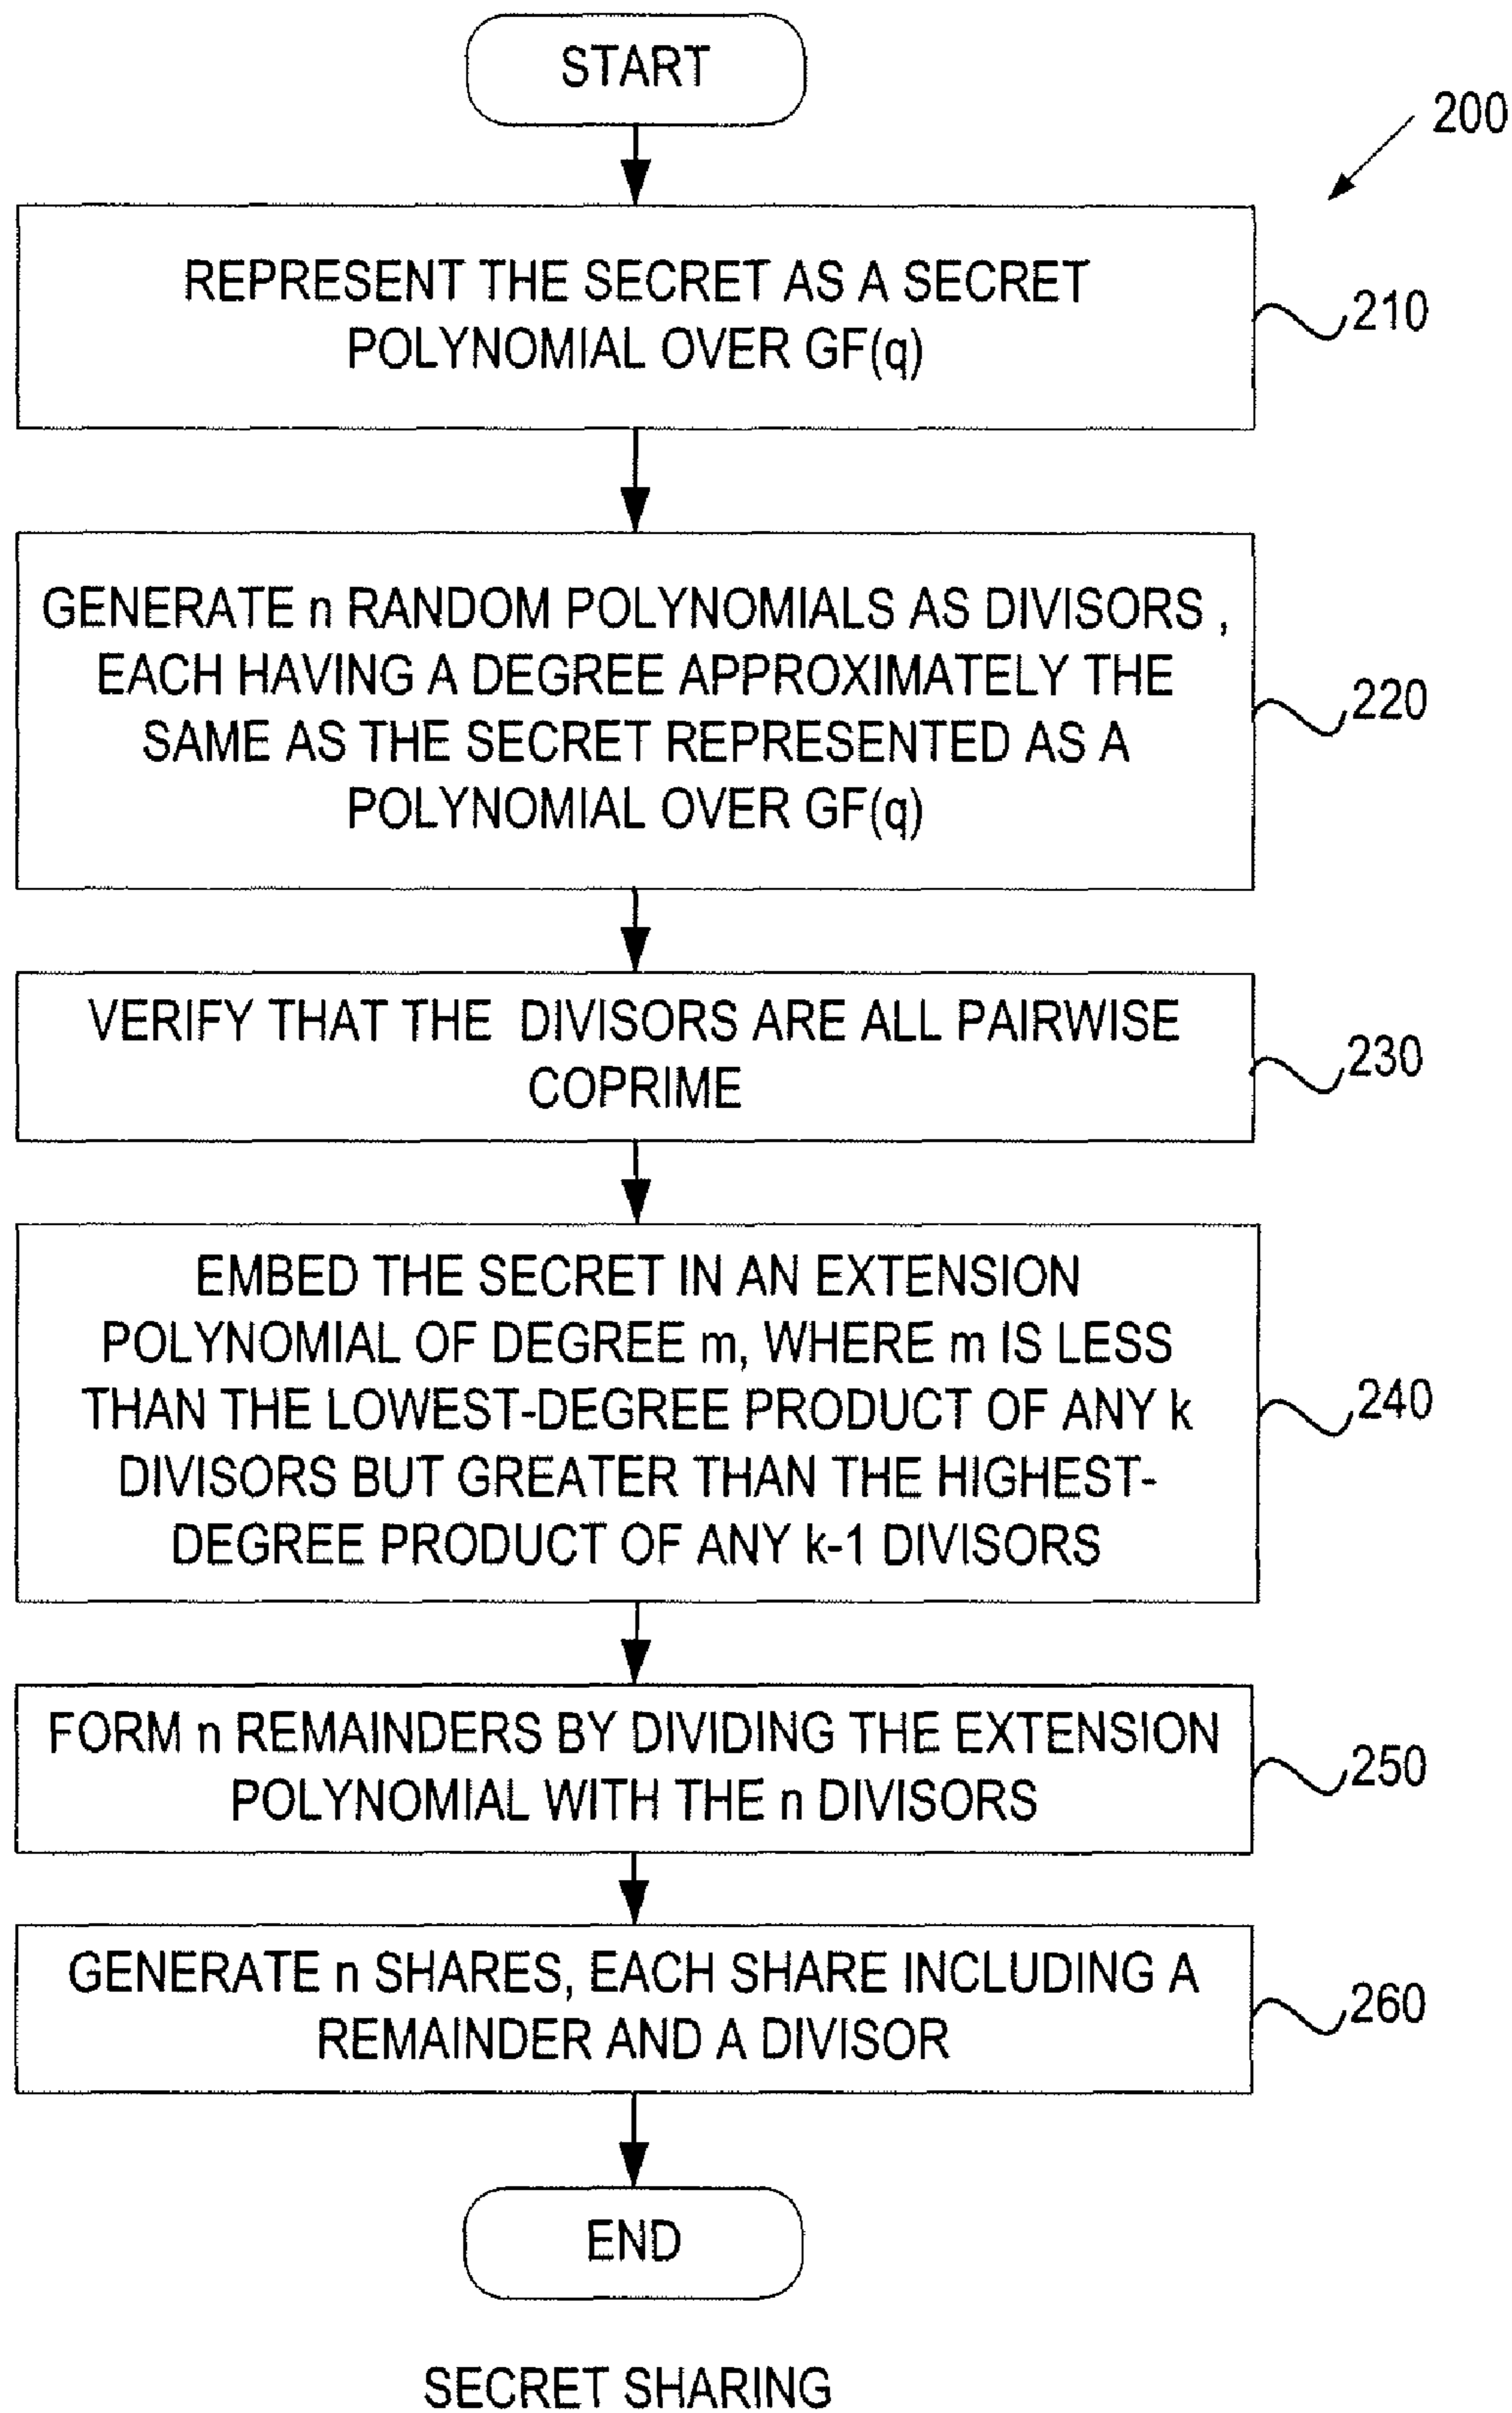 START
200
REPRESENT THE SECRET AS A SECRET
POLYNOMIAL OVER GF(q)
210
GENERATE n RANDOM POLYNOMIALS AS DIVISORS ,
EACH HAVING A DEGREE APPROXIMATELY THE
SAME AS THE SECRET REPRESENTED AS A
POLYNOMIAL OVER GF(q)
220
VERIFY THAT THE DIVISORS ARE ALL PAIRWISE
COPRIME
230
EMBED THE SECRET IN AN EXTENSION
POLYNOMIAL OF DEGREE m, WHERE m IS LESS
THAN THE LOWEST-DEGREE PRODUCT OF ANY k
DIVISORS BUT GREATER THAN THE HIGHEST-
DEGREE PRODUCT OF ANY k-1 DIVISORS
240
FORM n REMAINDERS BY DIVIDING THE EXTENSION
POLYNOMIAL WITH THE n DIVISORS
250
GENERATE n SHARES, EACH SHARE INCLUDING A
REMAINDER AND A DIVISOR
260
END
SECRET SHARING